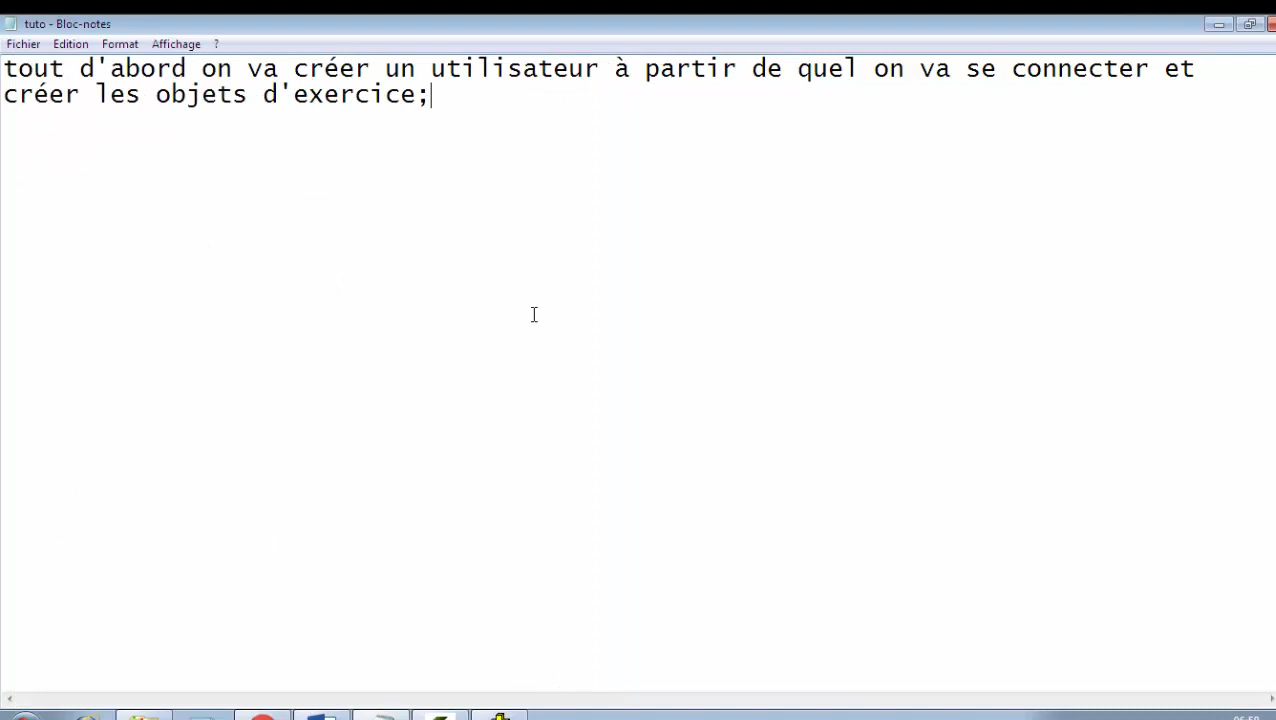 tuto - Bloc-notes
Fichier Edition Format Affichage ?
tout d'abord on va créer un utilisateur à partir de quel on va se connecter et
créer les objets d'exercice;